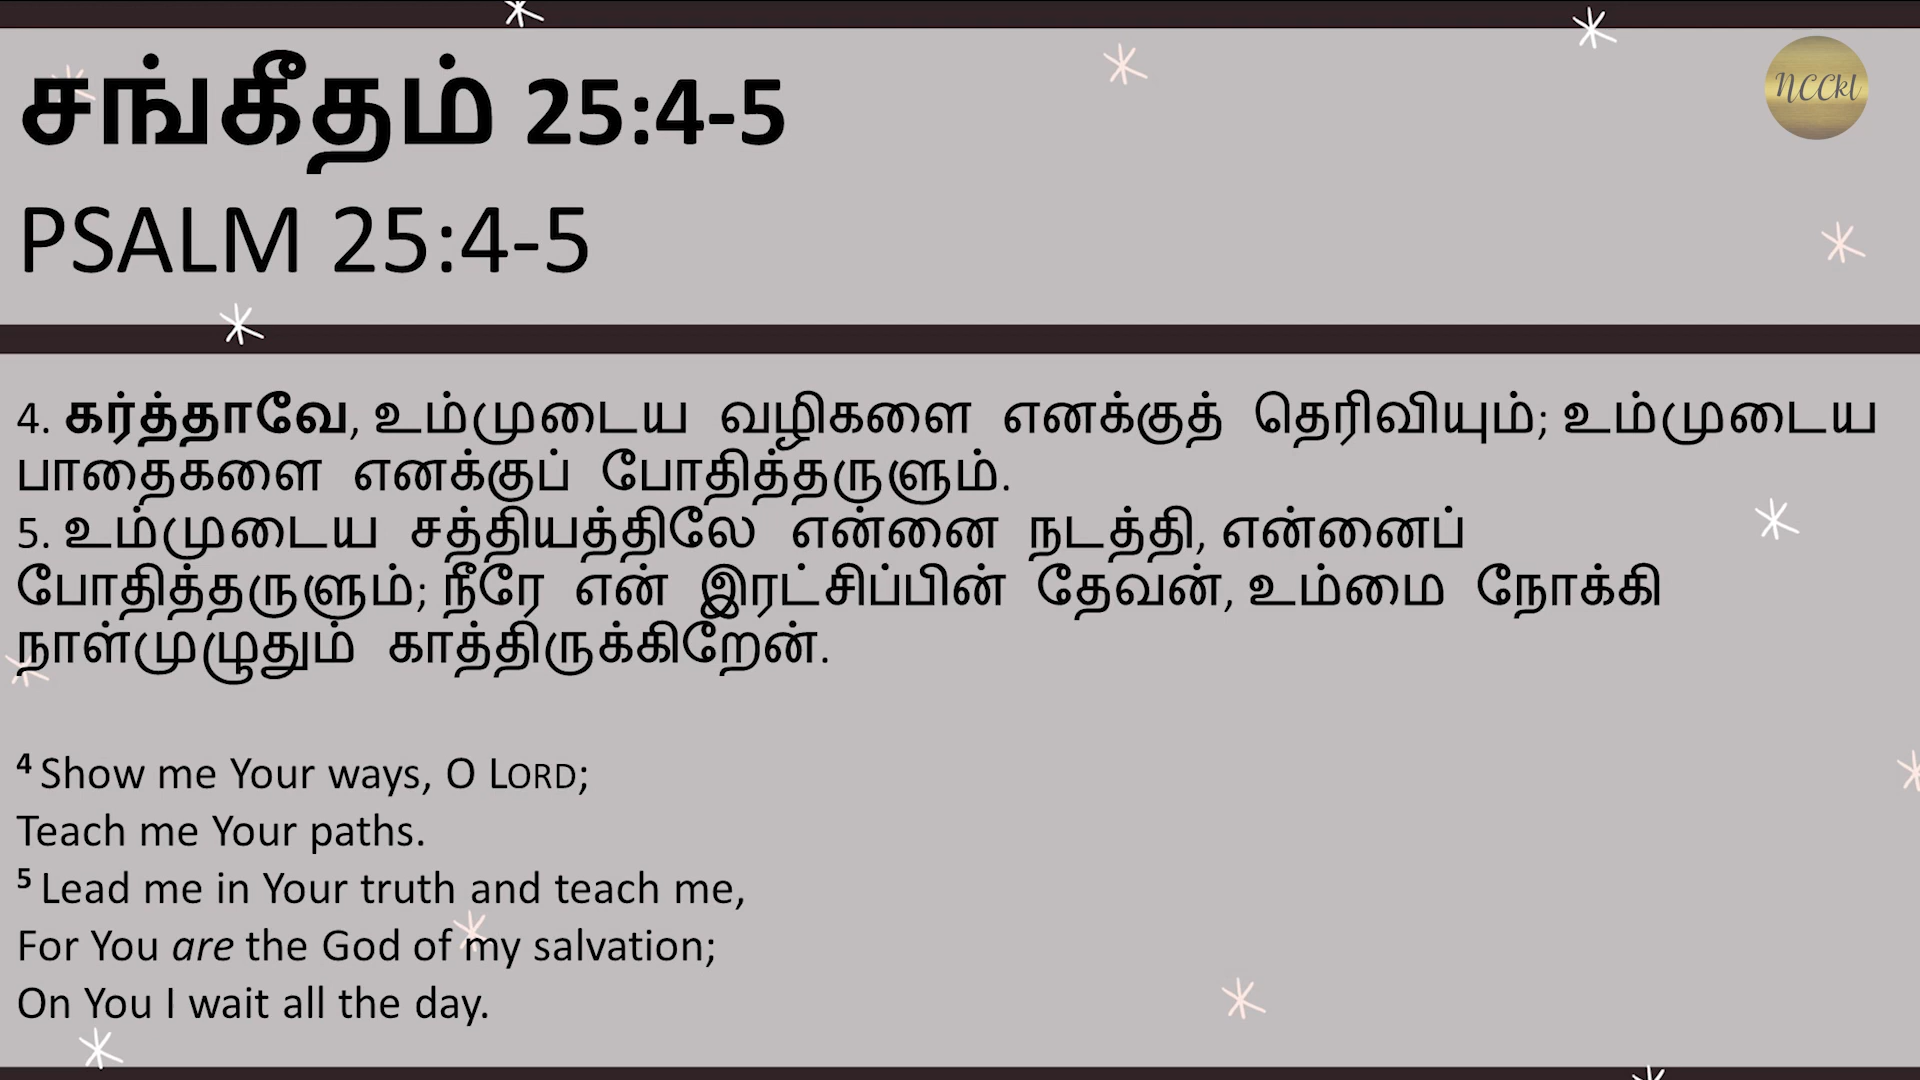 சங்கீதம் 25:4-5
NCCkl
PSALM 25:4-5
4. கர்த்தாவே, உம்முடைய வழிகளை எனக்குத் தெரிவியும்; உம்முடைய
பாதைகளை எனக்குப் போதித்தருளும்.
5. உம்முடைய சத்தியத்திலே என்னை நடத்தி, என்னைப்
போதித்தருளும்; நீரே என் இரட்சிப்பின் தேவன், உம்மை நோக்கி
நாள்முழுதும் காத்திருக்கிறேன்.
4 Show me Your ways, O LORD;
Teach me Your paths.
5 Lead me in Your truth and teach me,
For You are the God of my salvation;
On You I wait all the day.